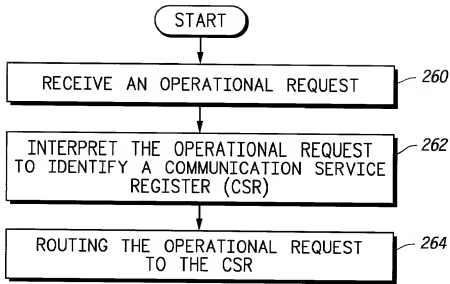 START
RECEIVE AN OPERATIONAL REQUEST
260
INTERPRET THE OPERATIONAL REQUEST
TO IDENTIFY A COMMUNICATION SERVICE
REGISTER (CSR)
262
ROUTING THE OPERATIONAL REQUEST
TO THE CSR
264